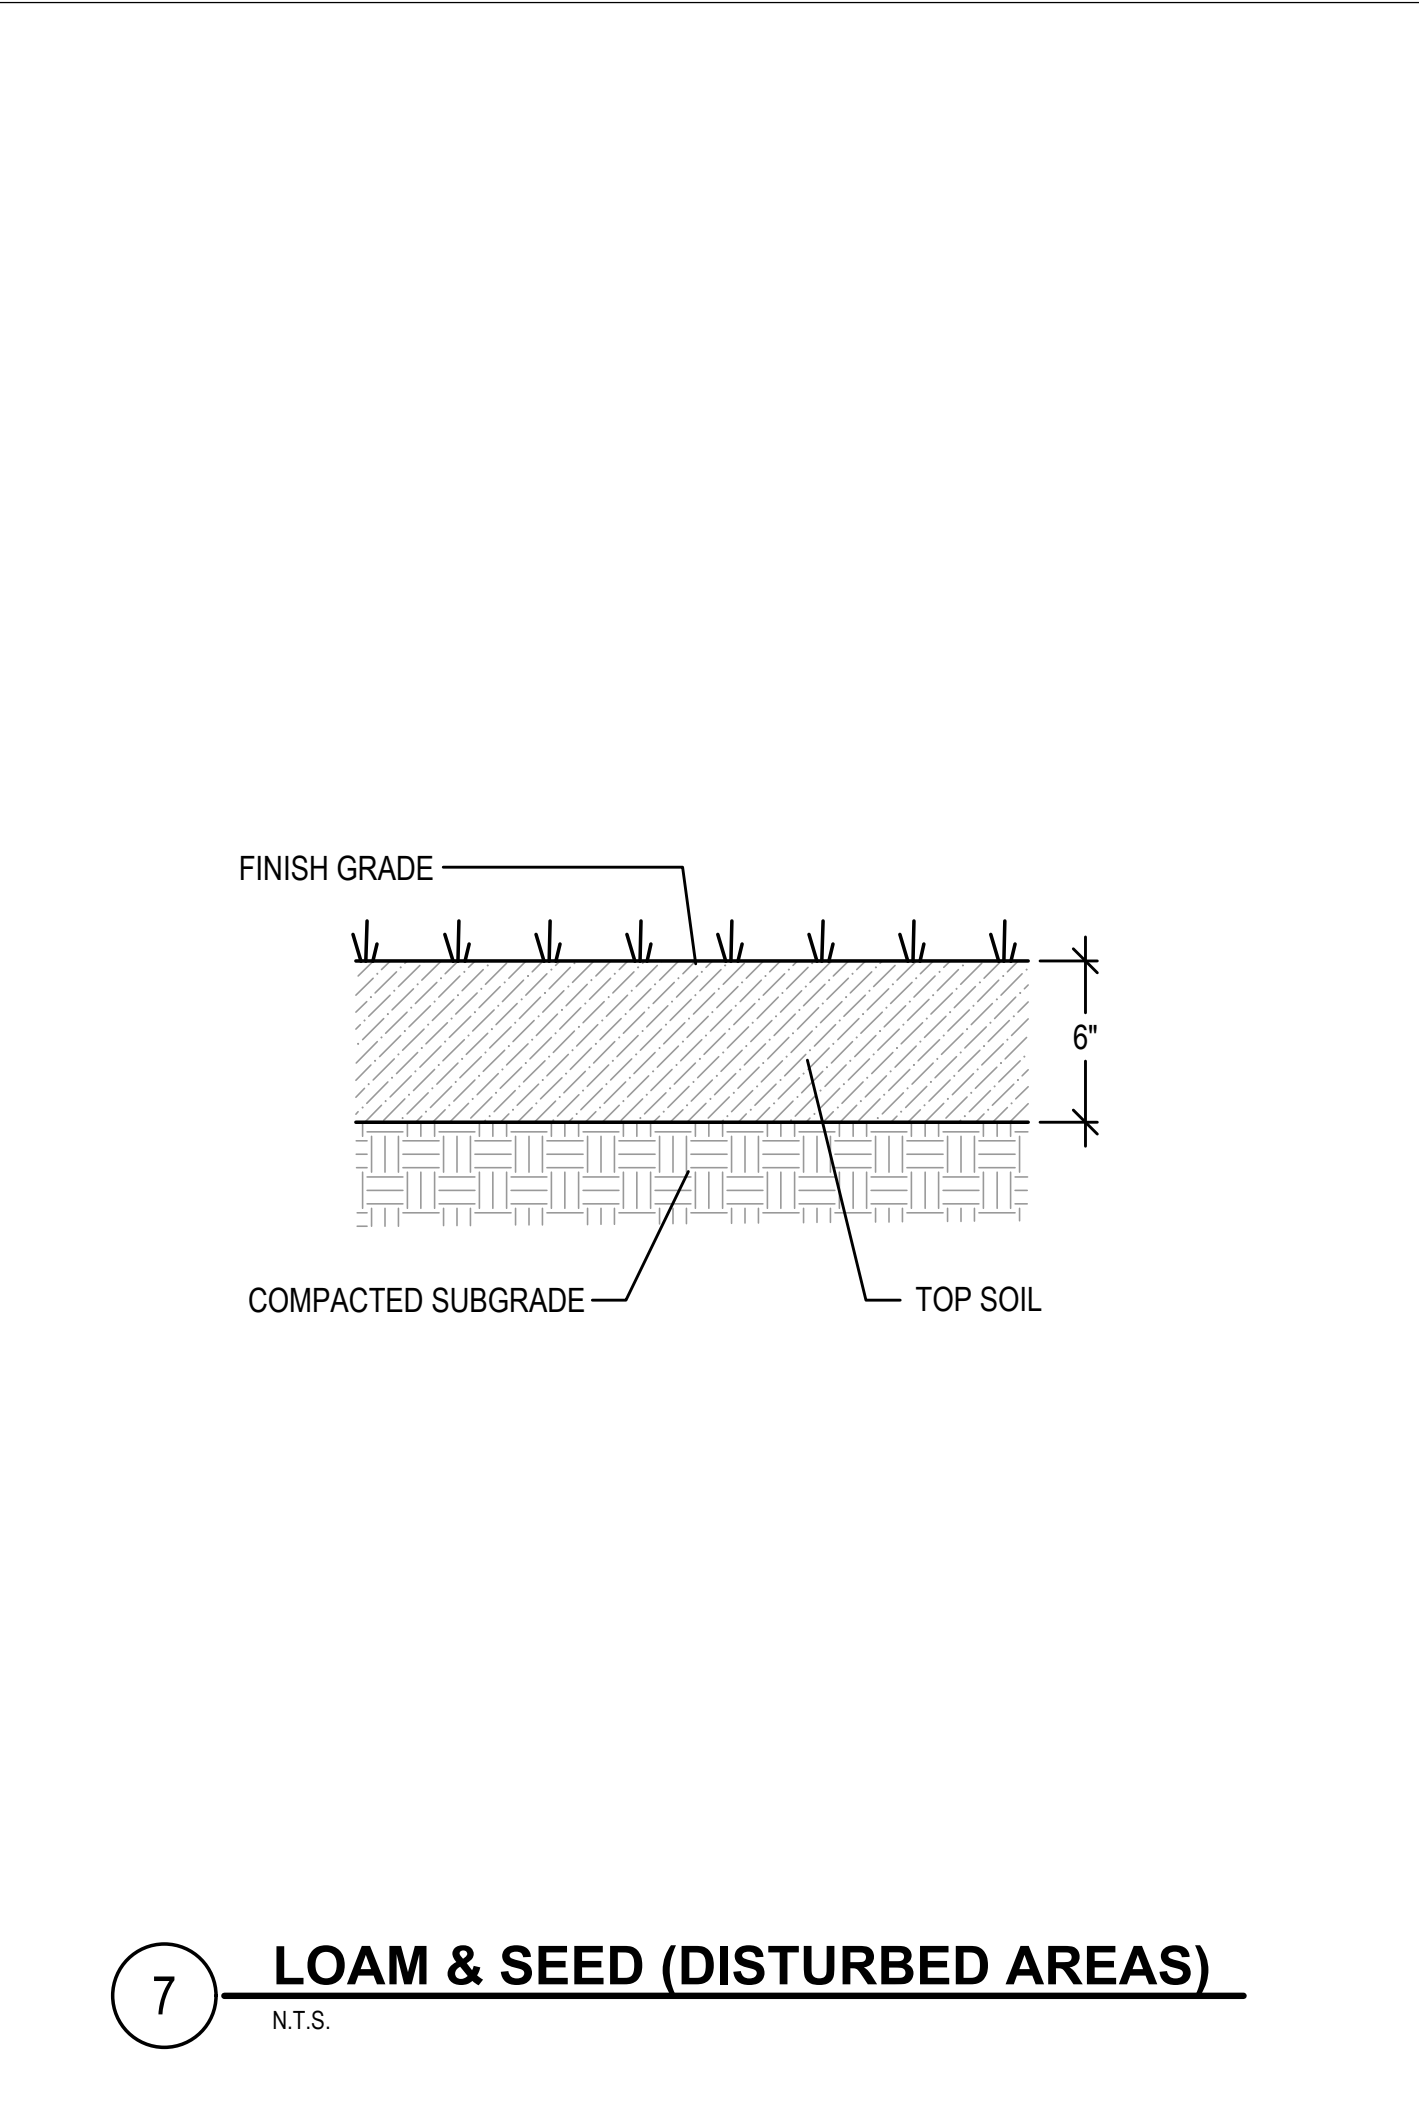 FINISH GRADE
6"
COMPACTED SUBGRADE
TOP SOIL
7
LOAM & SEED (DISTURBED AREAS)
N.T.S.